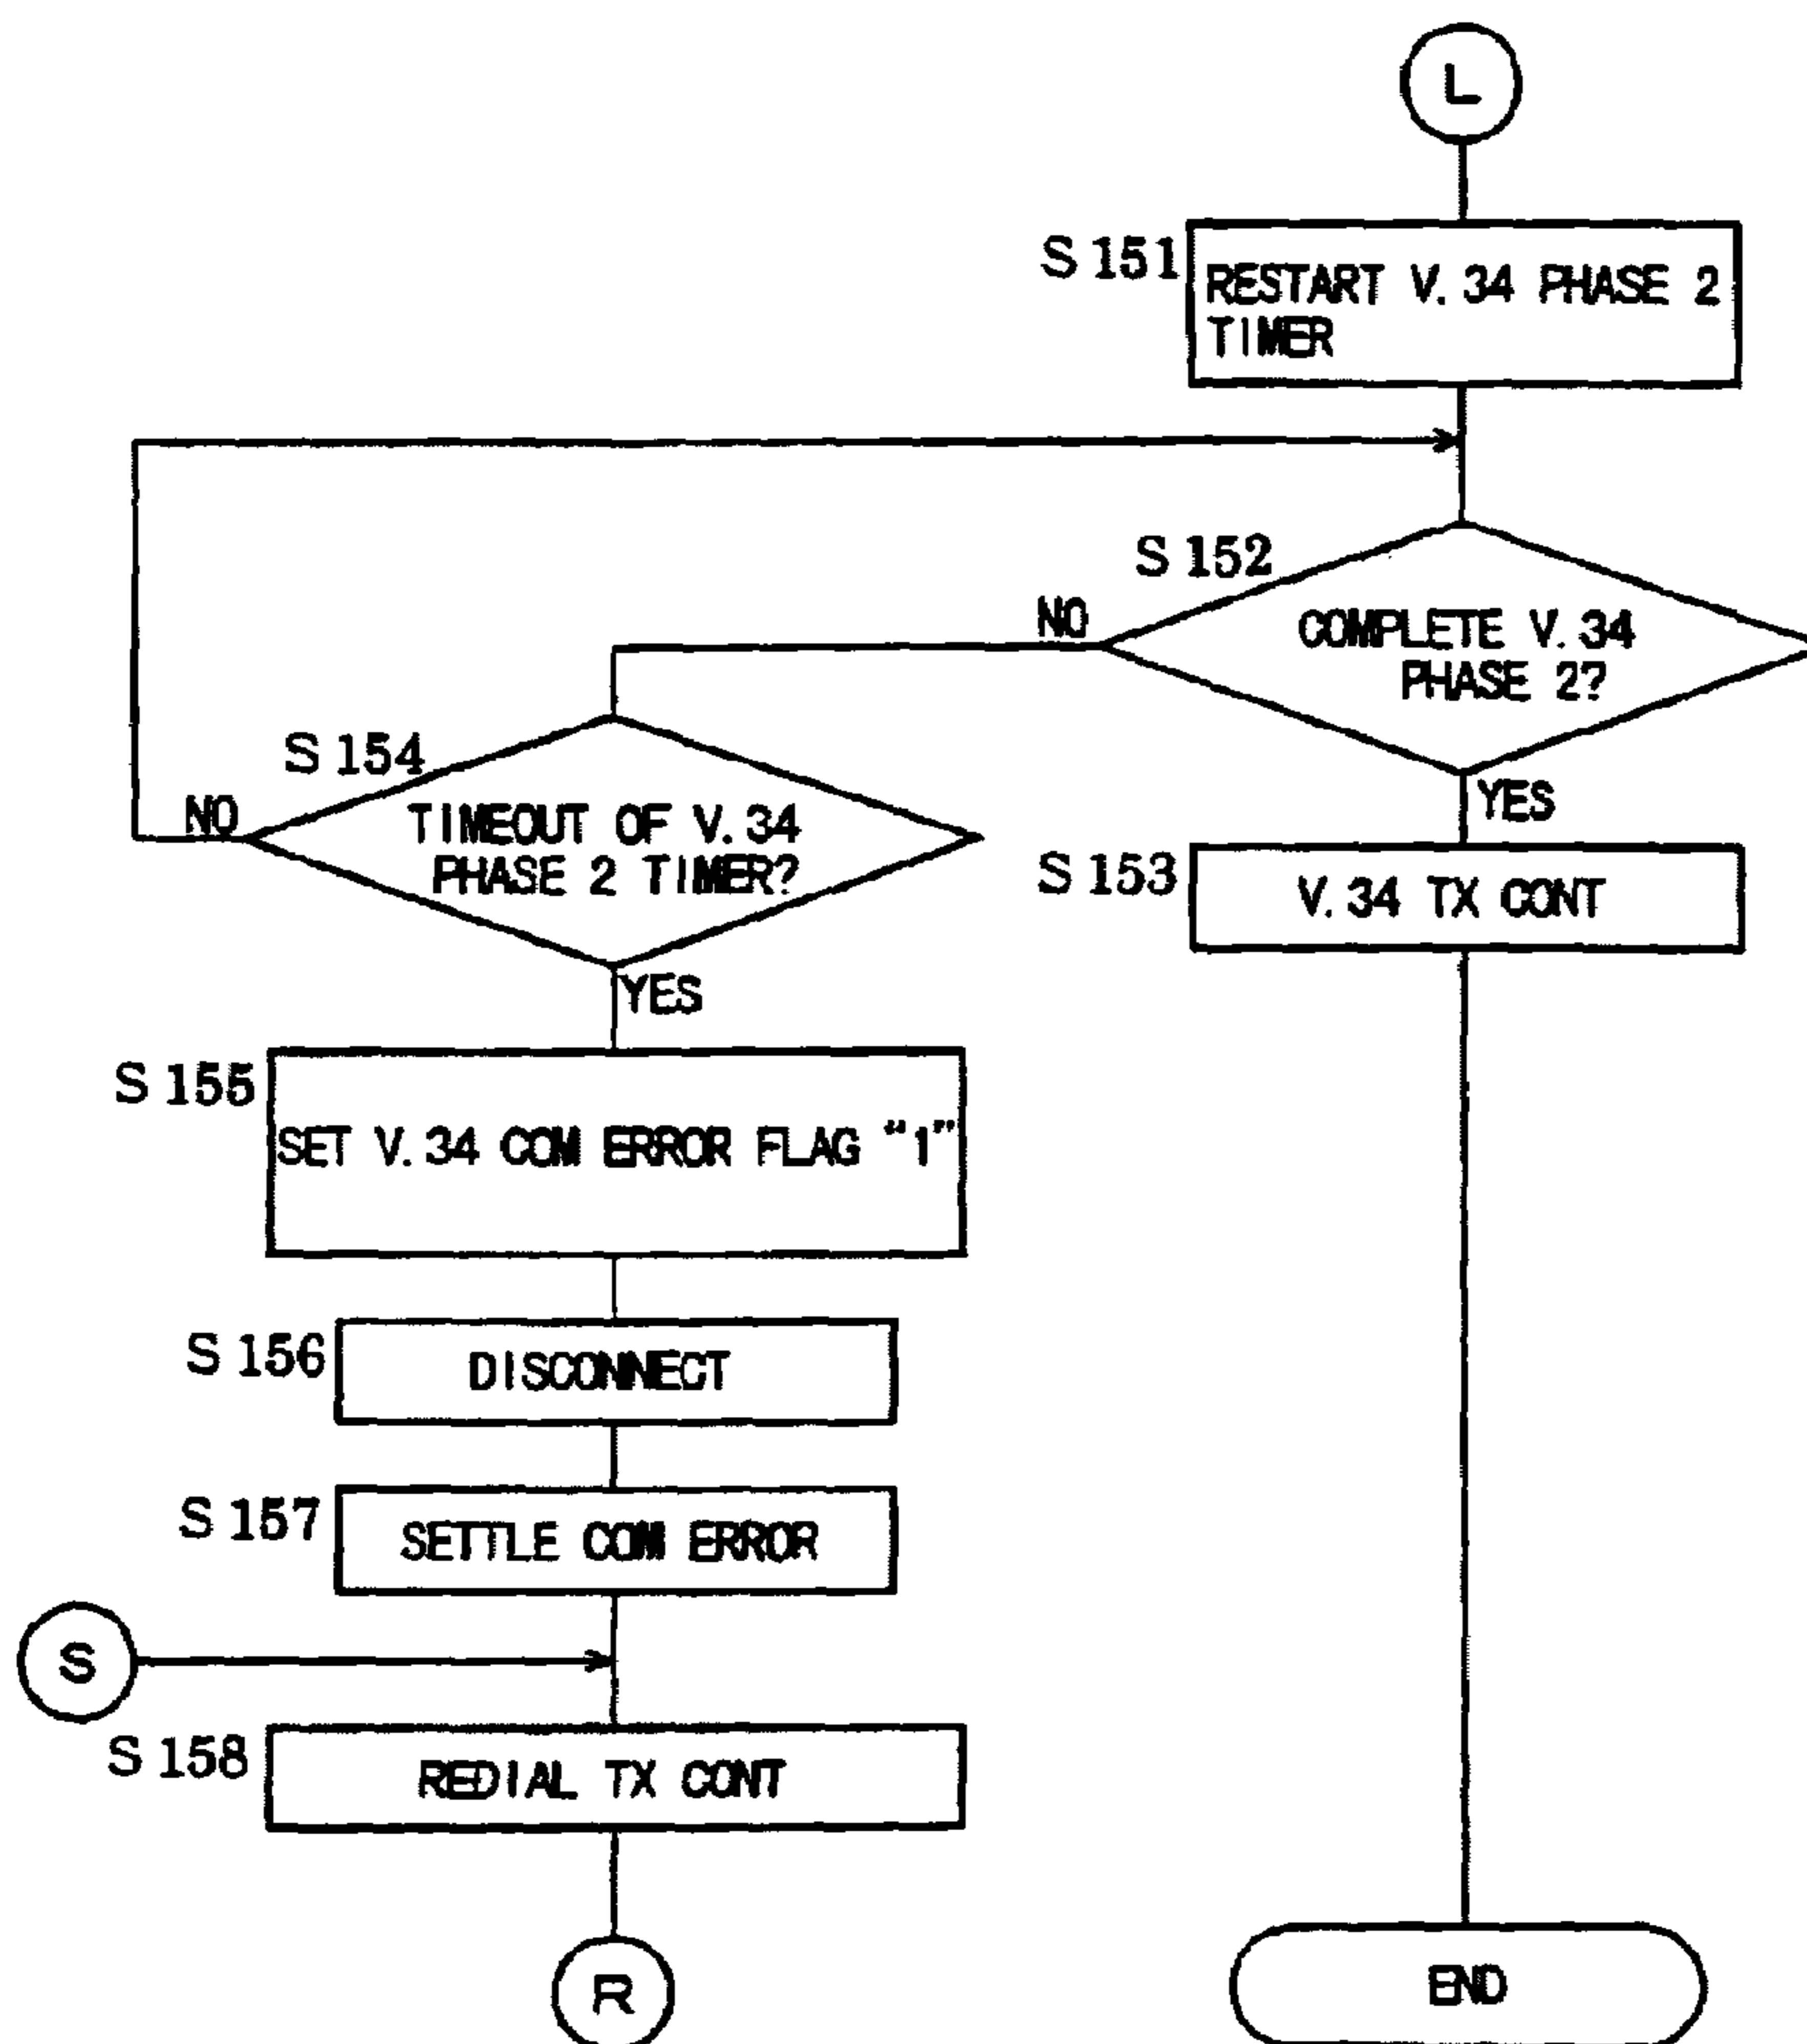 L
S 151
RESTART V.34 PHASE 2
TIMER
S 152
NO
COMPLETE V.34
PHASE 2?
YES
S 154
NO
TIMEOUT OF V.34
PHASE 2 TIMER?
YES
S 153
V.34 TX CONT
S 155
SET V.34 COM ERROR FLAG "1"
S 156
DISCONNECT
S 157
SETTLE COM ERROR
S
S 158
REDIAL TX CONT
R
END